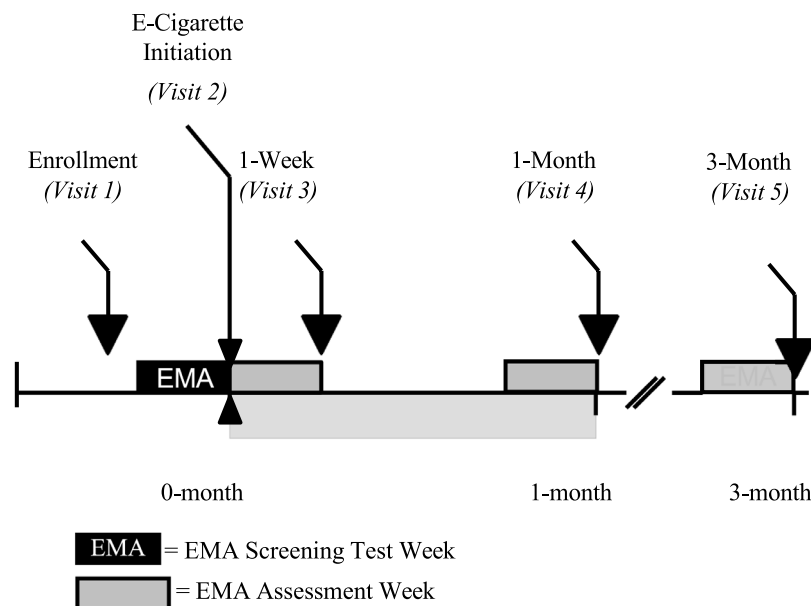 E-Cigarette
Initiation
(Visit 2)
Enrollment
(Visit 1)
1-Week
(Visit 3)
1-Month
(Visit 4)
3-Month
(Visit 5)
EMA
EMA
0-month
1-month
3-month
EMA = EMA Screening Test Week
= EMA Assessment Week